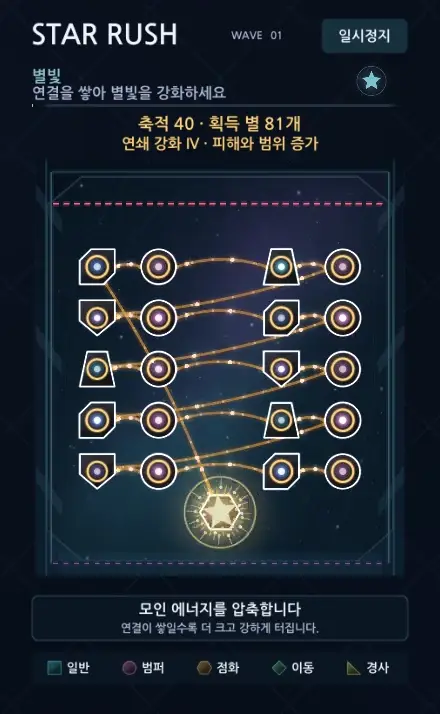 STAR RUSH
WAVE 01
일시정지
별빛
연결을 쌓아 별빛을 강화하세요
축적 40 · 획득 별 81개
연쇄 강화 IV · 피해와 범위 증가
모인 에너지를 압축합니다
연결이 쌓일수록 더 크고 강하게 터집니다.
일반 범퍼 점화 이동 경사